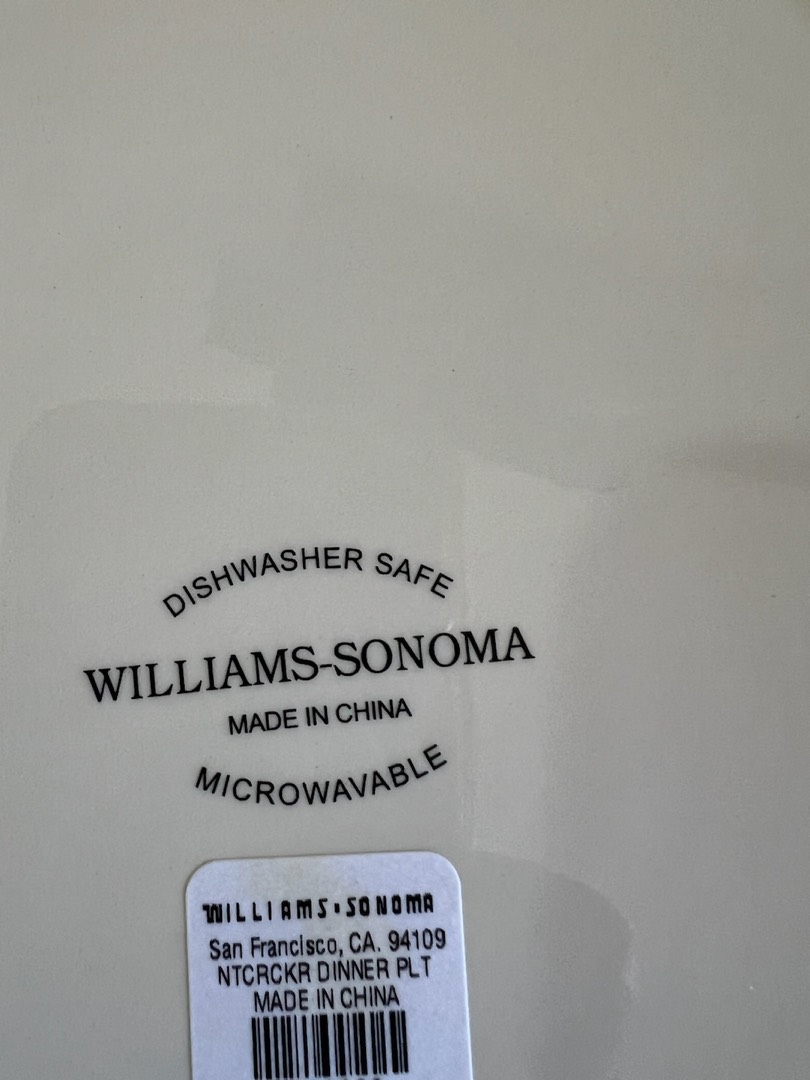 DISHWASHER SAFE
WILLIAMS-SONOMA
MADE IN CHINA
MICROWAVABLE
WILLIAMS·SONOMA
San Francisco, CA. 94109
NTCRCKR DINNER PLT
MADE IN CHINA